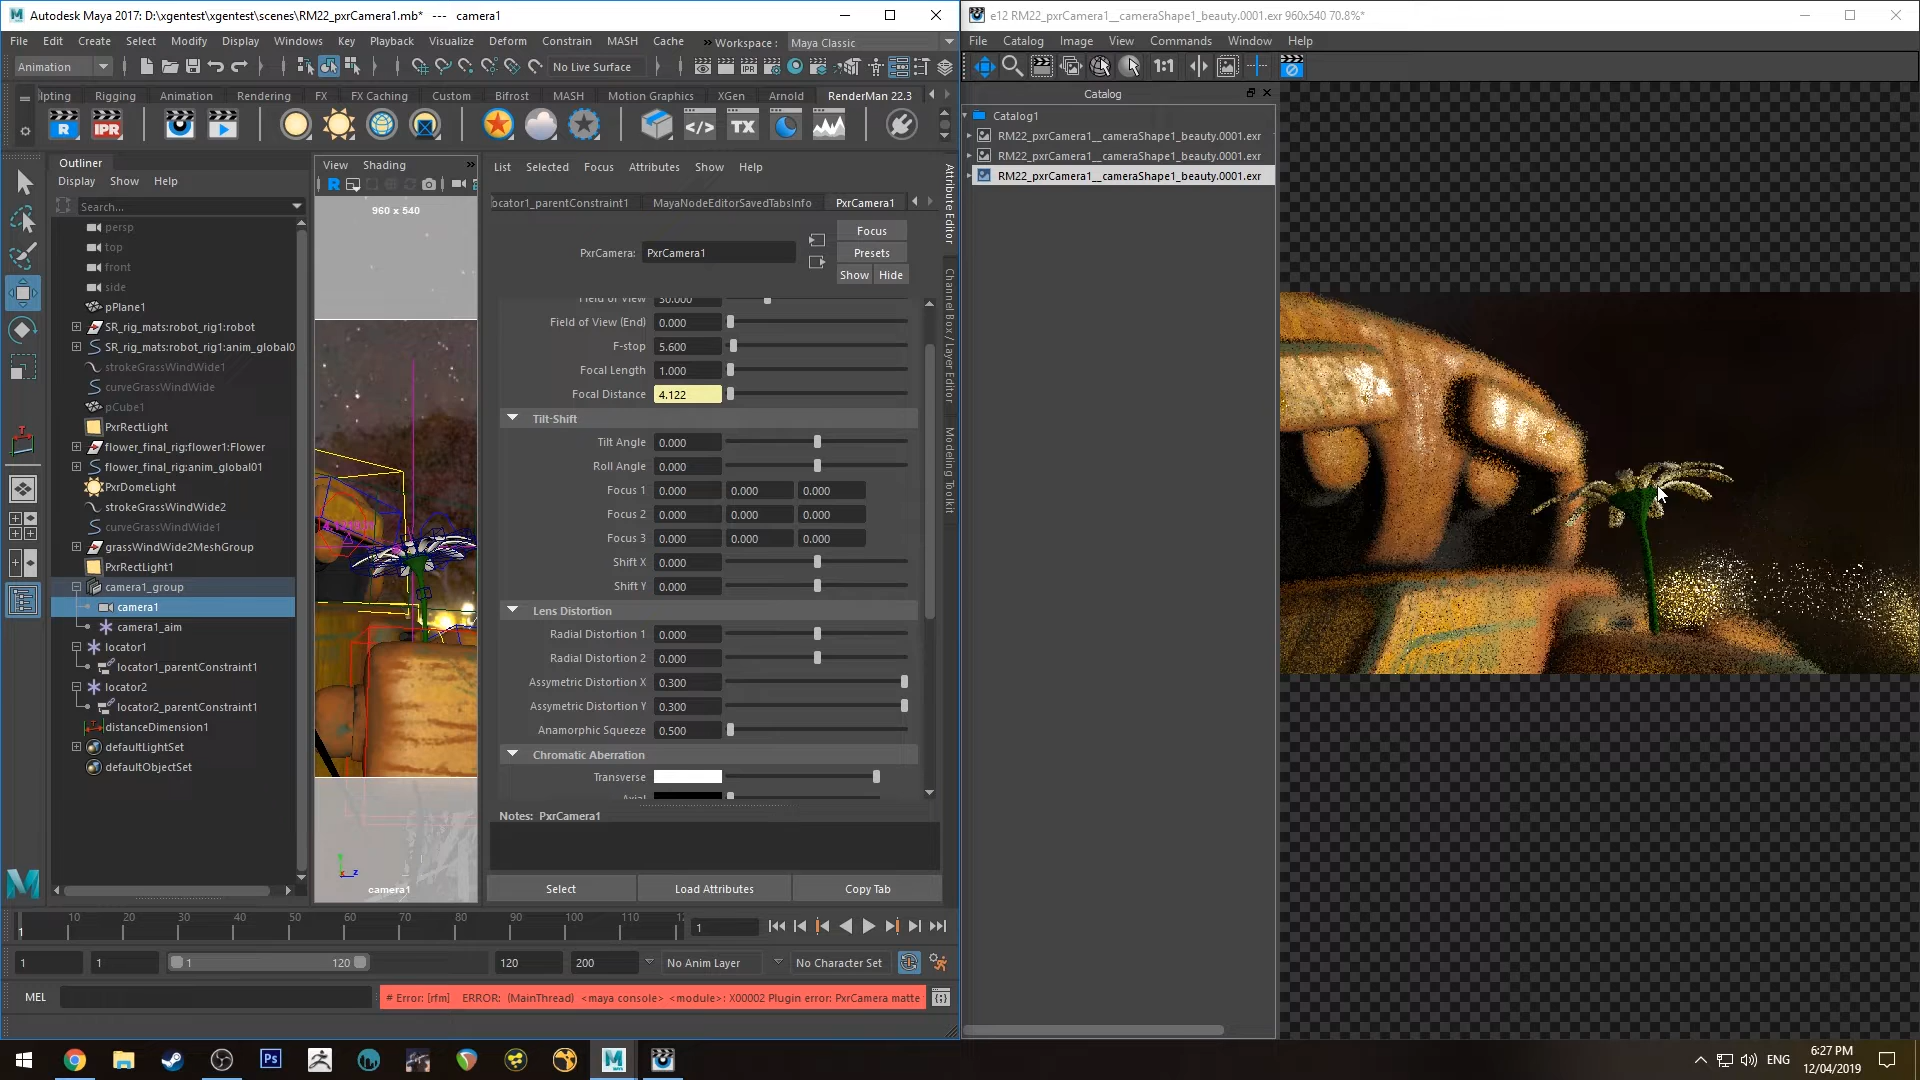 Autodesk Maya 2017: D:\xgentest\xgentest\scenes\RM22_pxrCamera1.mb* --- camera1
File Edit Create Select Modify Display Windows Key Playback Visualize Deform Constrain MASH Cache » Workspace : Maya Classic
Animation No Live Surface
Rigging Animation Rendering FX FX Caching Custom Bifrost MASH Motion Graphics XGen Arnold RenderMan 22.3
R IPR </> TX
Outliner
Display Show Help
Search...
persp
top
front
side
pPlane1
SR_rig_mats:robot_rig1:robot
SR_rig_mats:robot_rig1:anim_global0
strokeGrassWindWide1
curveGrassWindWide
pCube1
PxrRectLight
flower_final_rig:flower1:Flower
flower_final_rig:anim_global01
PxrDomeLight
strokeGrassWindWide2
curveGrassWindWide1
grassWindWide2MeshGroup
PxrRectLight1
camera1_group
camera1
camera1_aim
locator1
locator1_parentConstraint1
locator2
locator2_parentConstraint1
distanceDimension1
defaultLightSet
defaultObjectSet
View Shading »
960 x 540
camera1
List Selected Focus Attributes Show Help
ocator1_parentConstraint1 MayaNodeEditorSavedTabsInfo PxrCamera1
PxrCamera: PxrCamera1
Focus
Presets
Show Hide
Field of View 50.000
Field of View (End) 0.000
F-stop 5.600
Focal Length 1.000
Focal Distance 4.122
Tilt-Shift
Tilt Angle 0.000
Roll Angle 0.000
Focus 1 0.000 0.000 0.000
Focus 2 0.000 0.000 0.000
Focus 3 0.000 0.000 0.000
Shift X 0.000
Shift Y 0.000
Lens Distortion
Radial Distortion 1 0.000
Radial Distortion 2 0.000
Assymetric Distortion X 0.300
Assymetric Distortion Y 0.300
Anamorphic Squeeze 0.500
Chromatic Aberration
Transverse
Axial
Notes: PxrCamera1
Select Load Attributes Copy Tab
Attribute Editor
Channel Box / Layer Editor
Modeling Toolkit
1 10 20 30 40 50 60 70 80 90 100 110 12
1
1 1 1 120 120 200 No Anim Layer No Character Set
MEL # Error: [rfm] ERROR: (MainThread) <maya console> <module>: X00002 Plugin error: PxrCamera matte
e12 RM22_pxrCamera1__cameraShape1_beauty.0001.exr 960x540 70.8%*
File Catalog Image View Commands Window Help
1:1
Catalog
Catalog1
RM22_pxrCamera1__cameraShape1_beauty.0001.exr
RM22_pxrCamera1__cameraShape1_beauty.0001.exr
RM22_pxrCamera1__cameraShape1_beauty.0001.exr
Ps
ENG
6:27 PM
12/04/2019